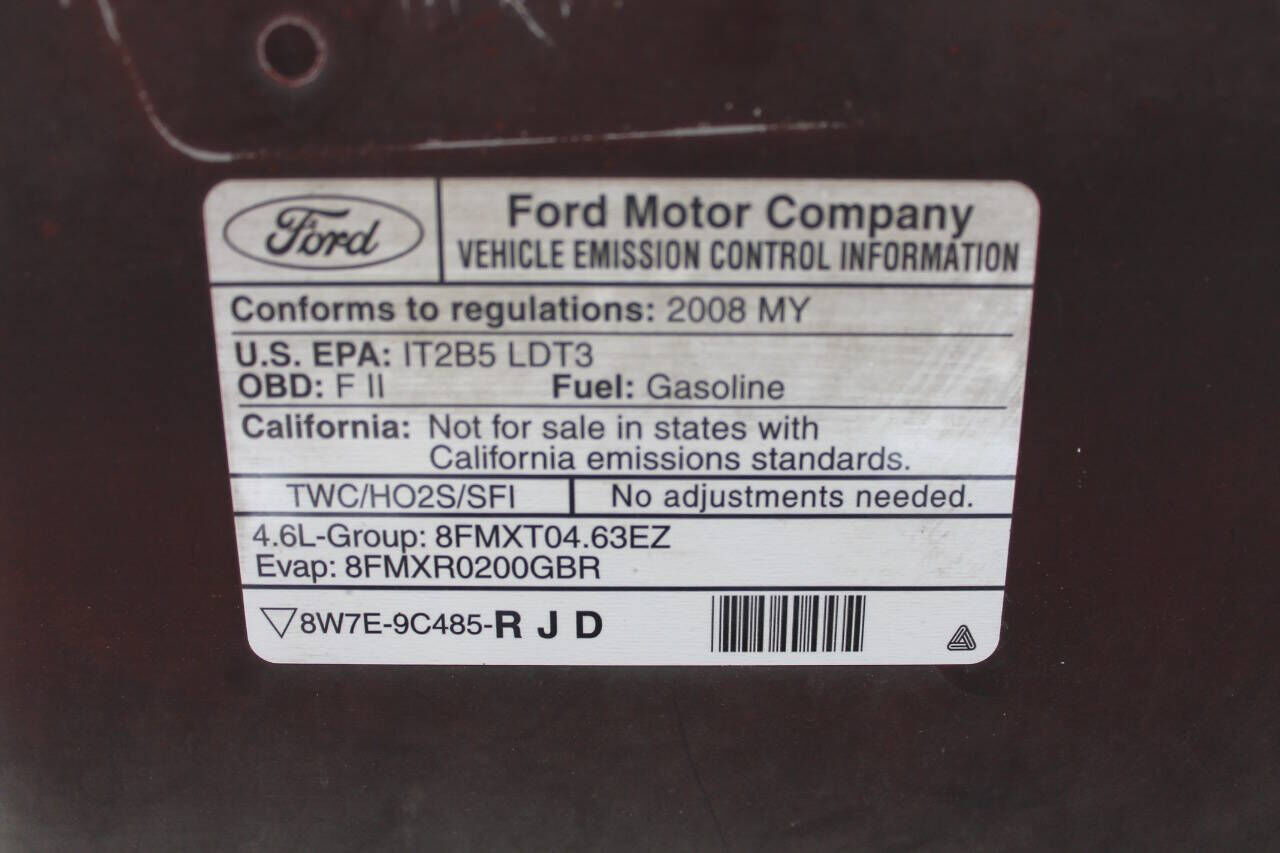 Ford
Ford Motor Company
VEHICLE EMISSION CONTROL INFORMATION
Conforms to regulations: 2008 MY
U.S. EPA: IT2B5 LDT3
OBD: F II Fuel: Gasoline
California: Not for sale in states with
California emissions standards.
TWC/HO2S/SFI No adjustments needed.
4.6L-Group: 8FMXT04.63EZ
Evap: 8FMXR0200GBR
8W7E-9C485-R J D